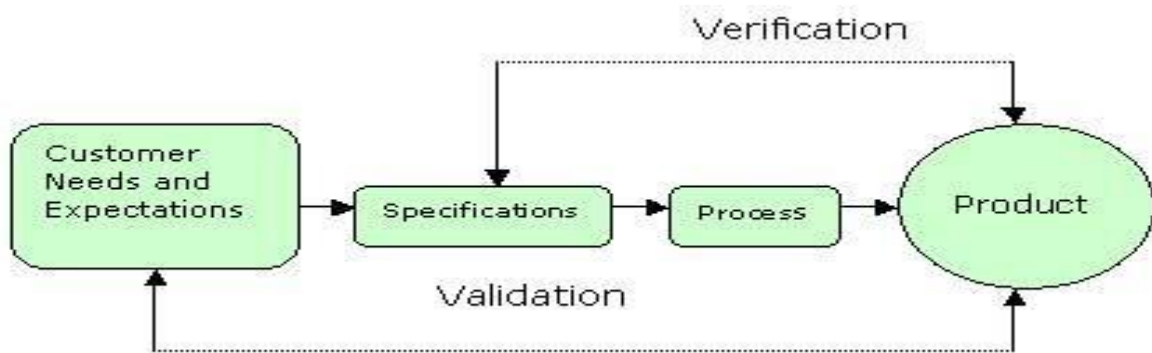 Verification
Customer
Needs and
Expectations
Specifications
Process
Product
Validation